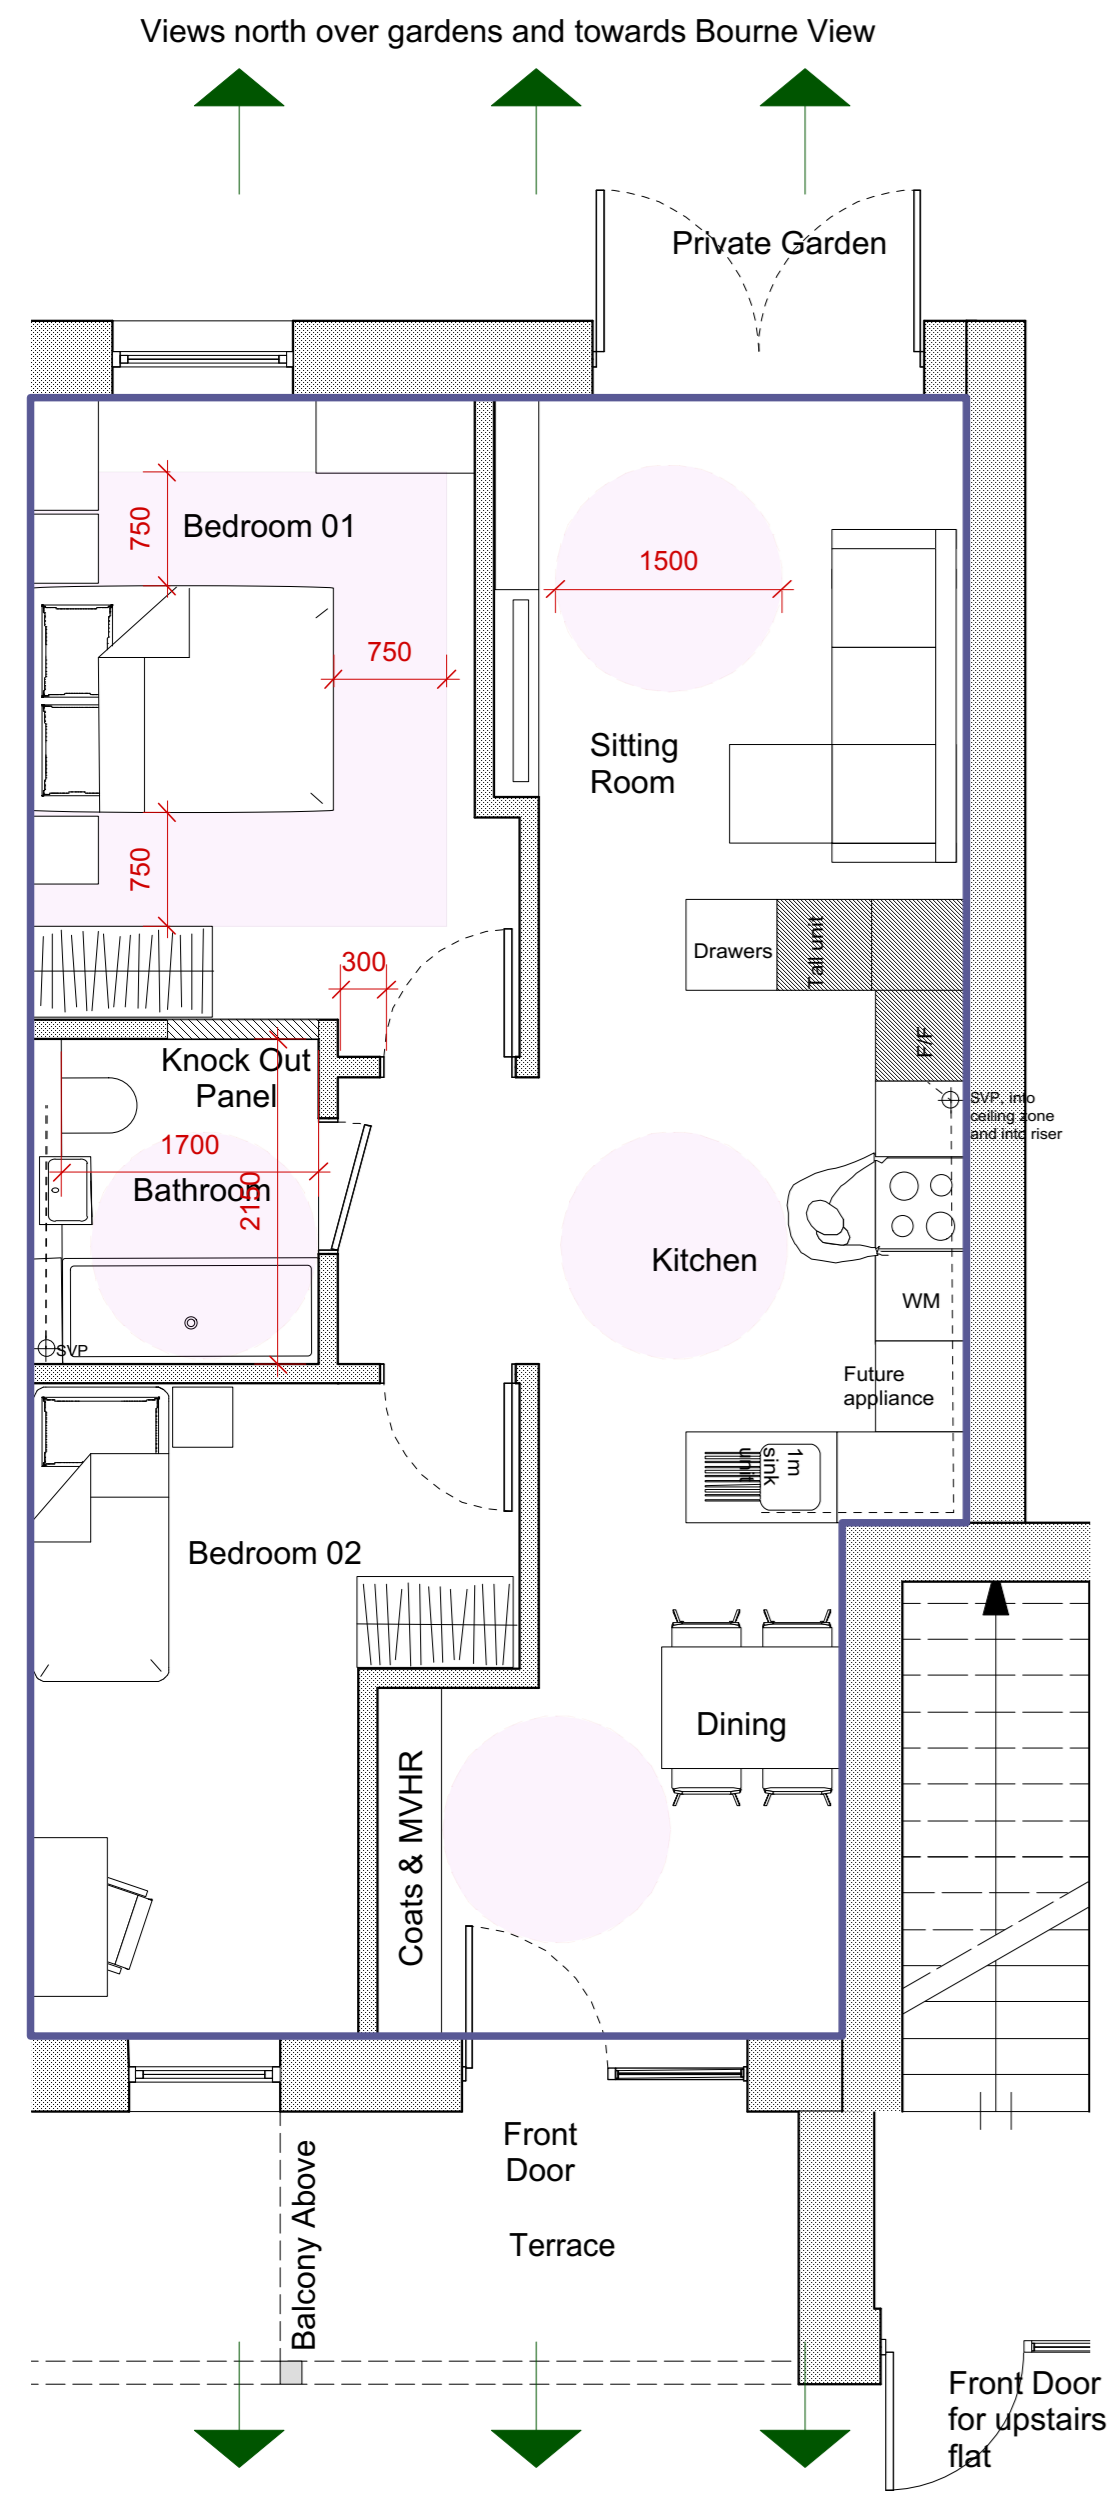 Views north over gardens and towards Bourne View
Private Garden
750
Bedroom 01
1500
750
Sitting
Room
750
300
Drawers
Tall unit
F/F
Knock Out
Panel
SVP, into
ceiling zone
and into riser
1700
Bathroom
2150
Kitchen
WM
SVP
Future
appliance
1m
sink
unit
Bedroom 02
Dining
Coats & MVHR
Front
Door
Balcony Above
Terrace
Front Door
for upstairs
flat